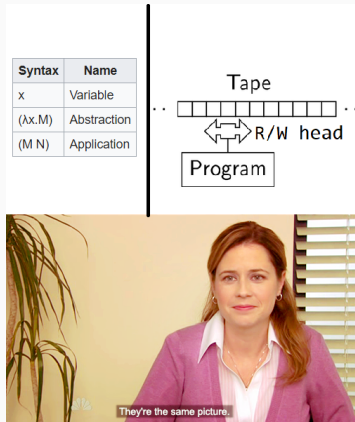 Syntax Name
x Variable
(λx.M) Abstraction
(M N) Application
Tape
R/W head
Program
They're the same picture.